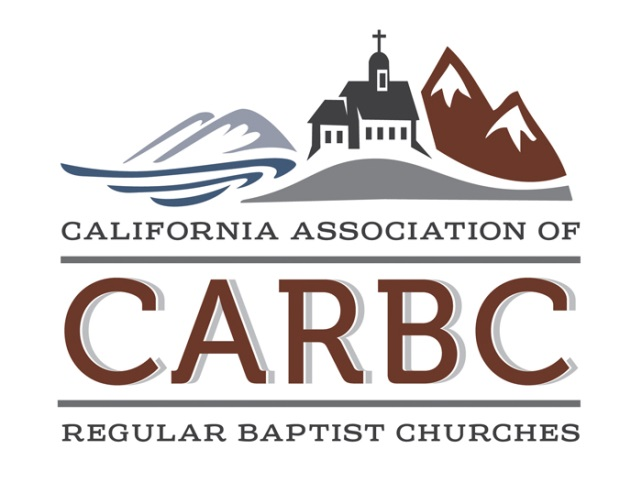 CALIFORNIA ASSOCIATION OF
CARBC
REGULAR BAPTIST CHURCHES